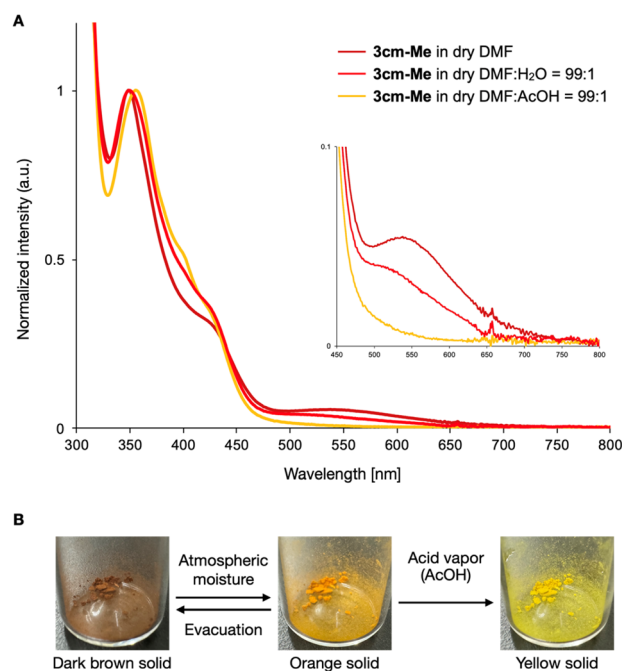 A
3cm-Me in dry DMF
3cm-Me in dry DMF:H₂O = 99:1
3cm-Me in dry DMF:AcOH = 99:1
1
0.5
0
Normalized intensity (a.u.)
0.1
0
450 500 550 600 650 700 750 800
300 350 400 450 500 550 600 650 700 750 800
Wavelength [nm]
B
Atmospheric
moisture
Evacuation
Acid vapor
(AcOH)
Dark brown solid
Orange solid
Yellow solid